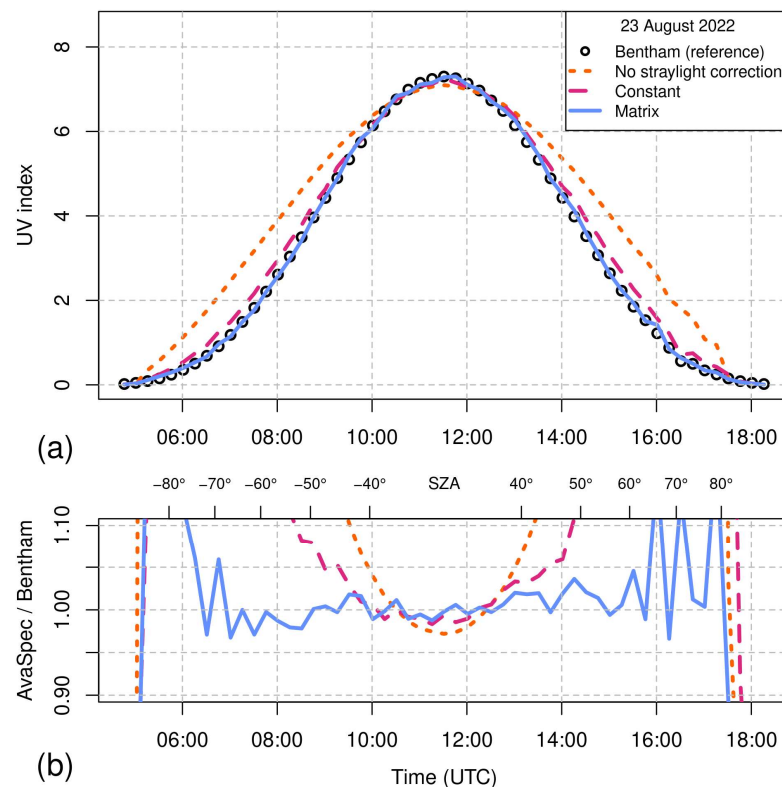 23 August 2022
Bentham (reference)
No straylight correction
Constant
Matrix
8
6
4
2
0
UV index
06:00 08:00 10:00 12:00 14:00 16:00 18:00
(a)
−80° −70° −60° −50° −40° SZA 40° 50° 60° 70° 80°
1.10
1.00
0.90
AvaSpec / Bentham
06:00 08:00 10:00 12:00 14:00 16:00 18:00
(b)
Time (UTC)